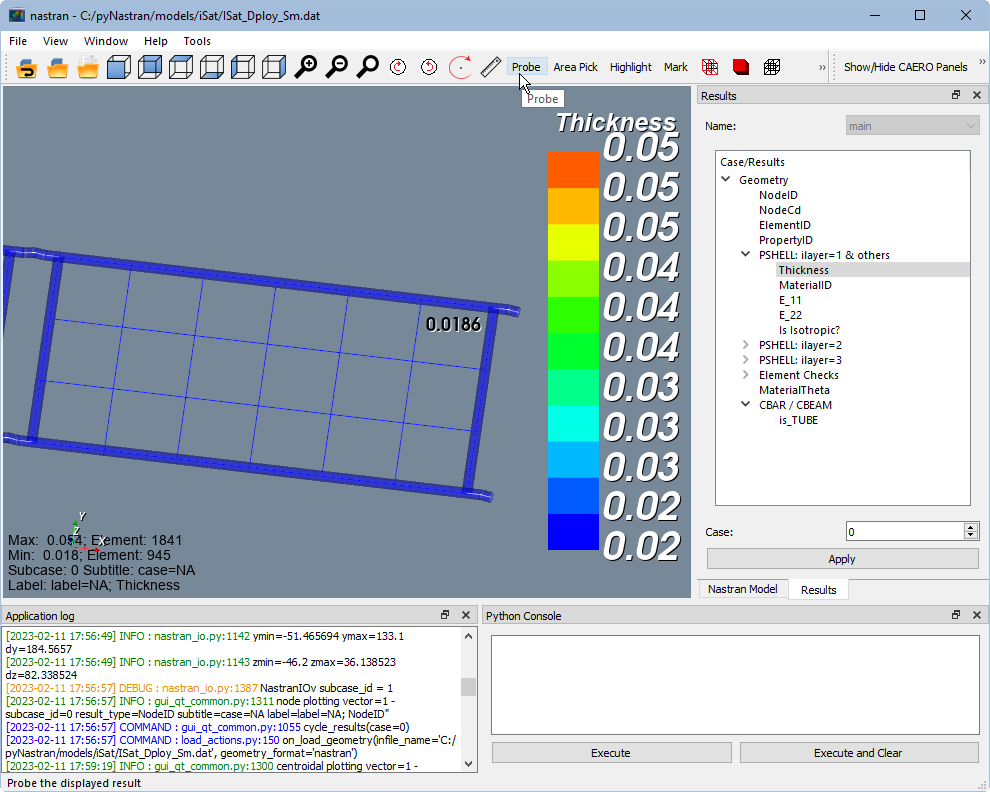 nastran - C:/pyNastran/models/iSat/ISat_Dploy_Sm.dat
File View Window Help Tools
Probe Area Pick Highlight Mark » Show/Hide CAERO Panels »
Probe
Thickness
0.05
0.05
0.05
0.04
0.04
0.04
0.03
0.03
0.03
0.02
0.02
0.0186
Y
Z
X
Max: 0.054; Element: 1841
Min: 0.018; Element: 945
Subcase: 0 Subtitle: case=NA
Label: label=NA; Thickness
Results
Name: main
Case/Results
Geometry
NodeID
NodeCd
ElementID
PropertyID
PSHELL: ilayer=1 & others
Thickness
MaterialID
E_11
E_22
Is Isotropic?
PSHELL: ilayer=2
PSHELL: ilayer=3
Element Checks
MaterialTheta
CBAR / CBEAM
is_TUBE
Case: 0
Apply
Nastran Model Results
Application log
[2023-02-11 17:56:49] INFO : nastran_io.py:1142 ymin=-51.465694 ymax=133.1
dy=184.5657
[2023-02-11 17:56:49] INFO : nastran_io.py:1143 zmin=-46.2 zmax=36.138523
dz=82.338524
[2023-02-11 17:56:57] DEBUG : nastran_io.py:1387 NastranIOv subcase_id = 1
[2023-02-11 17:56:57] INFO : gui_qt_common.py:1311 node plotting vector=1 -
subcase_id=0 result_type=NodeID subtitle=case=NA label=label=NA; NodeID"
[2023-02-11 17:56:57] COMMAND : gui_qt_common.py:1055 cycle_results(case=0)
[2023-02-11 17:56:57] COMMAND : load_actions.py:150 on_load_geometry(infile_name='C:/
pyNastran/models/iSat/ISat_Dploy_Sm.dat', geometry_format='nastran')
[2023-02-11 17:59:19] INFO : gui_qt_common.py:1300 centroidal plotting vector=1 -
Python Console
Execute Execute and Clear
Probe the displayed result